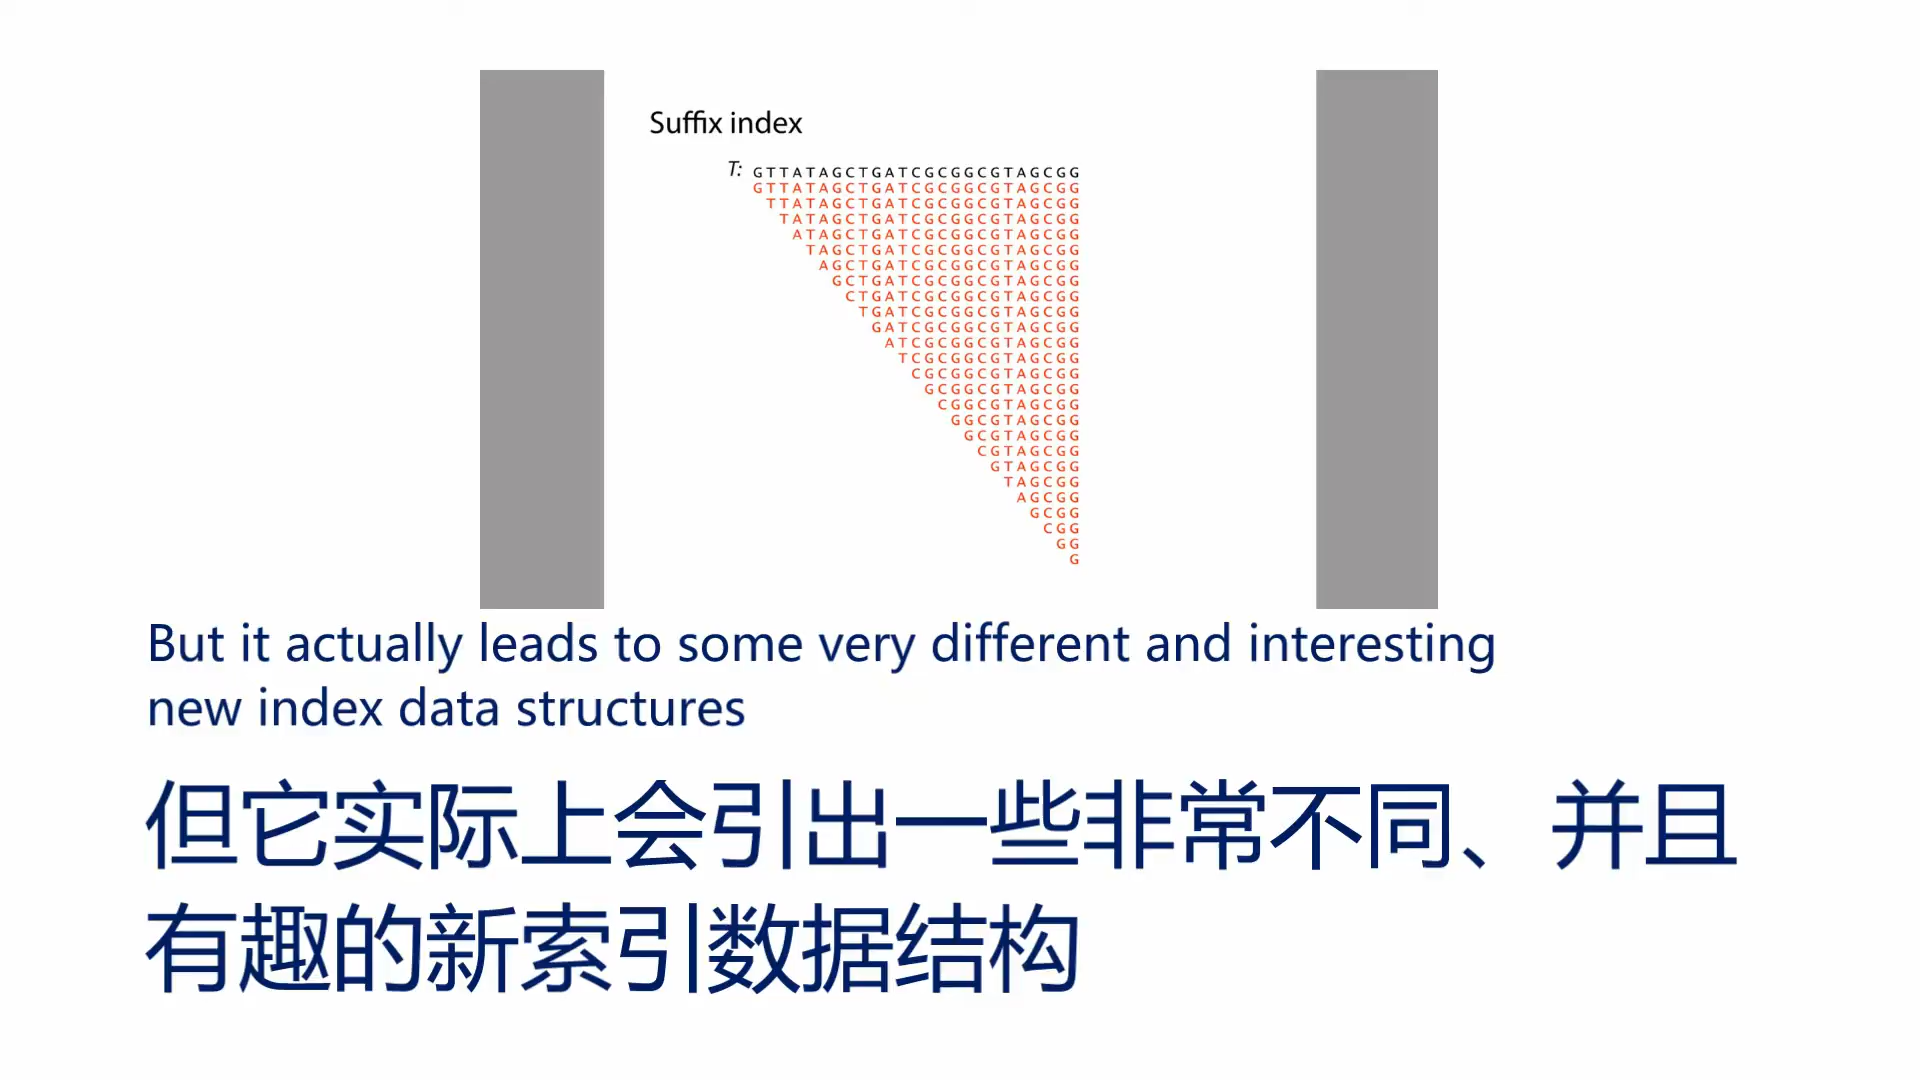 Suffix index
T: GTTATAGCTGATCGCGGCGTAGCGG
GTTATAGCTGATCGCGGCGTAGCGG
TTATAGCTGATCGCGGCGTAGCGG
TATAGCTGATCGCGGCGTAGCGG
ATAGCTGATCGCGGCGTAGCGG
TAGCTGATCGCGGCGTAGCGG
AGCTGATCGCGGCGTAGCGG
GCTGATCGCGGCGTAGCGG
CTGATCGCGGCGTAGCGG
TGATCGCGGCGTAGCGG
GATCGCGGCGTAGCGG
ATCGCGGCGTAGCGG
TCGCGGCGTAGCGG
CGCGGCGTAGCGG
GCGGCGTAGCGG
CGGCGTAGCGG
GGCGTAGCGG
GCGTAGCGG
CGTAGCGG
GTAGCGG
TAGCGG
AGCGG
GCGG
CGG
GG
G
But it actually leads to some very different and interesting
new index data structures
但它实际上会引出一些非常不同、并且
有趣的新索引数据结构